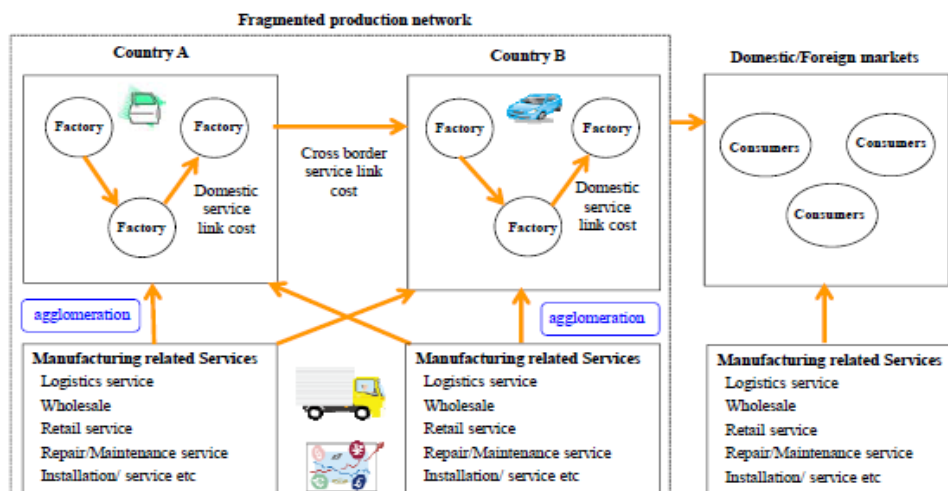 Fragmented production network
Country A
Country B
Domestic/Foreign markets
Factory
Factory
Factory
Domestic
service
link cost
Cross border
service link
cost
Factory
Factory
Factory
Domestic
service
link cost
Consumers
Consumers
Consumers
agglomeration
agglomeration
Manufacturing related Services
Logistics service
Wholesale
Retail service
Repair/Maintenance service
Installation/ service etc
Manufacturing related Services
Logistics service
Wholesale
Retail service
Repair/Maintenance service
Installation/ service etc
Manufacturing related Services
Logistics service
Wholesale
Retail service
Repair/Maintenance service
Installation/ service etc